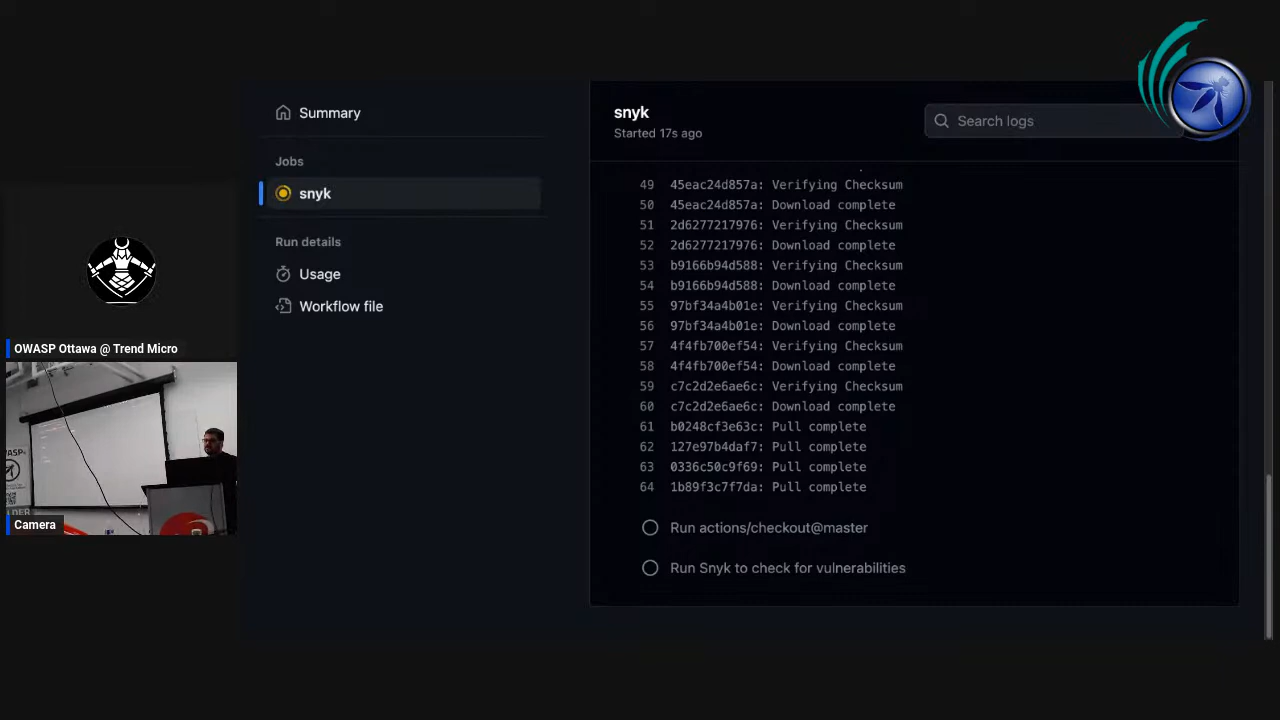 Summary
Jobs
snyk
Run details
Usage
Workflow file
snyk
Started 17s ago
Search logs
49 45eac24d857a: Verifying Checksum
50 45eac24d857a: Download complete
51 2d6277217976: Verifying Checksum
52 2d6277217976: Download complete
53 b9166b94d588: Verifying Checksum
54 b9166b94d588: Download complete
55 97bf34a4b01e: Verifying Checksum
56 97bf34a4b01e: Download complete
57 4f4fb700ef54: Verifying Checksum
58 4f4fb700ef54: Download complete
59 c7c2d2e6ae6c: Verifying Checksum
60 c7c2d2e6ae6c: Download complete
61 b0248cf3e63c: Pull complete
62 127e97b4daf7: Pull complete
63 0336c50c9f69: Pull complete
64 1b89f3c7f7da: Pull complete
Run actions/checkout@master
Run Snyk to check for vulnerabilities
OWASP Ottawa @ Trend Micro
Camera